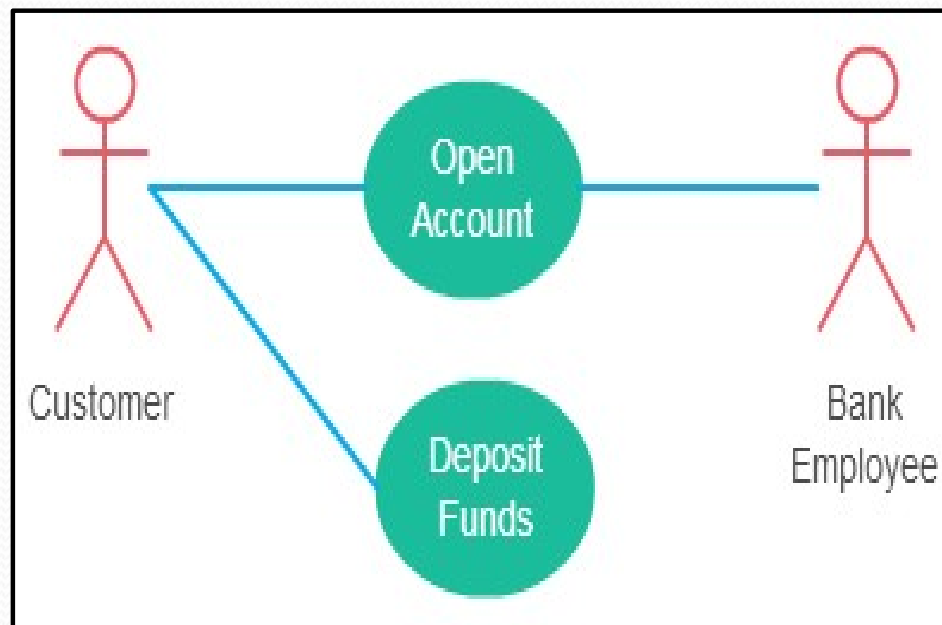 Open
Account
Customer
Bank
Employee
Deposit
Funds